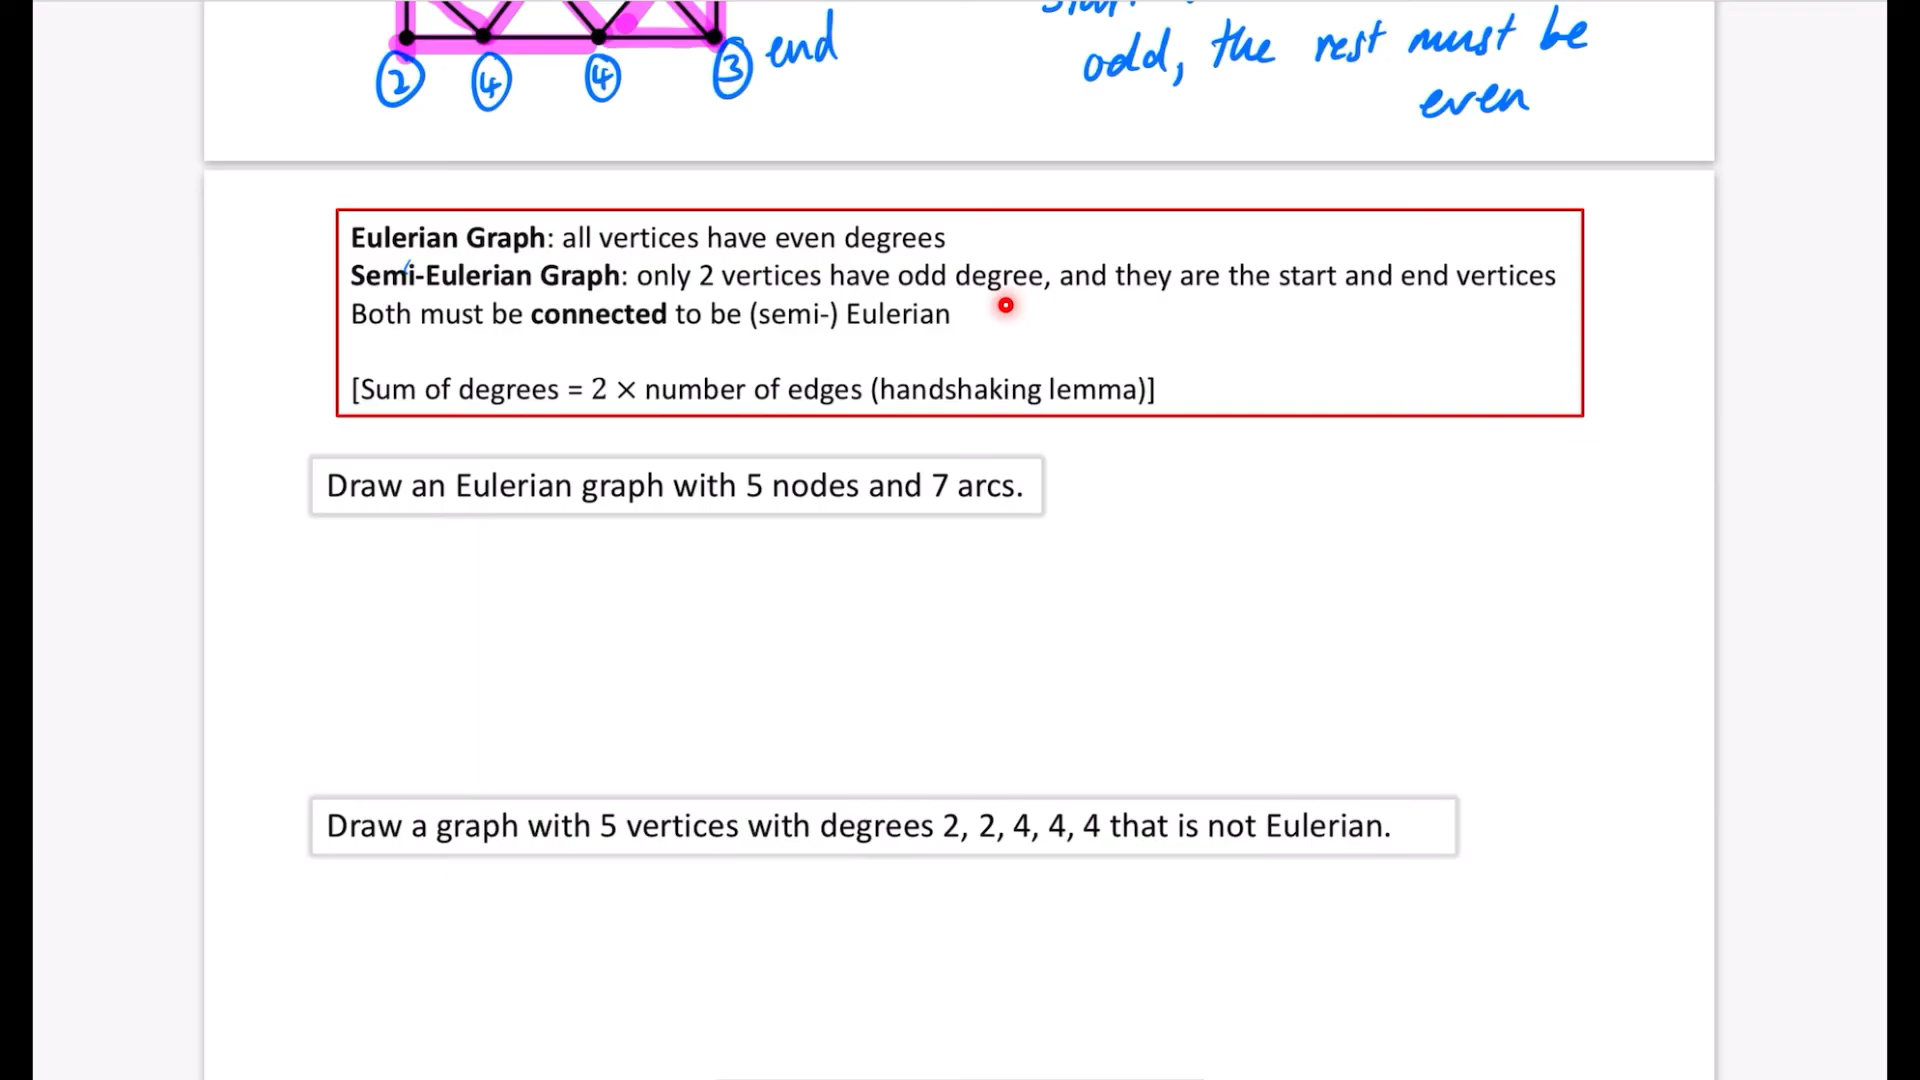 end
② ④ ④ ③
odd, the rest must be
even
Eulerian Graph: all vertices have even degrees
Semi-Eulerian Graph: only 2 vertices have odd degree, and they are the start and end vertices
Both must be connected to be (semi-) Eulerian
[Sum of degrees = 2 × number of edges (handshaking lemma)]
Draw an Eulerian graph with 5 nodes and 7 arcs.
Draw a graph with 5 vertices with degrees 2, 2, 4, 4, 4 that is not Eulerian.